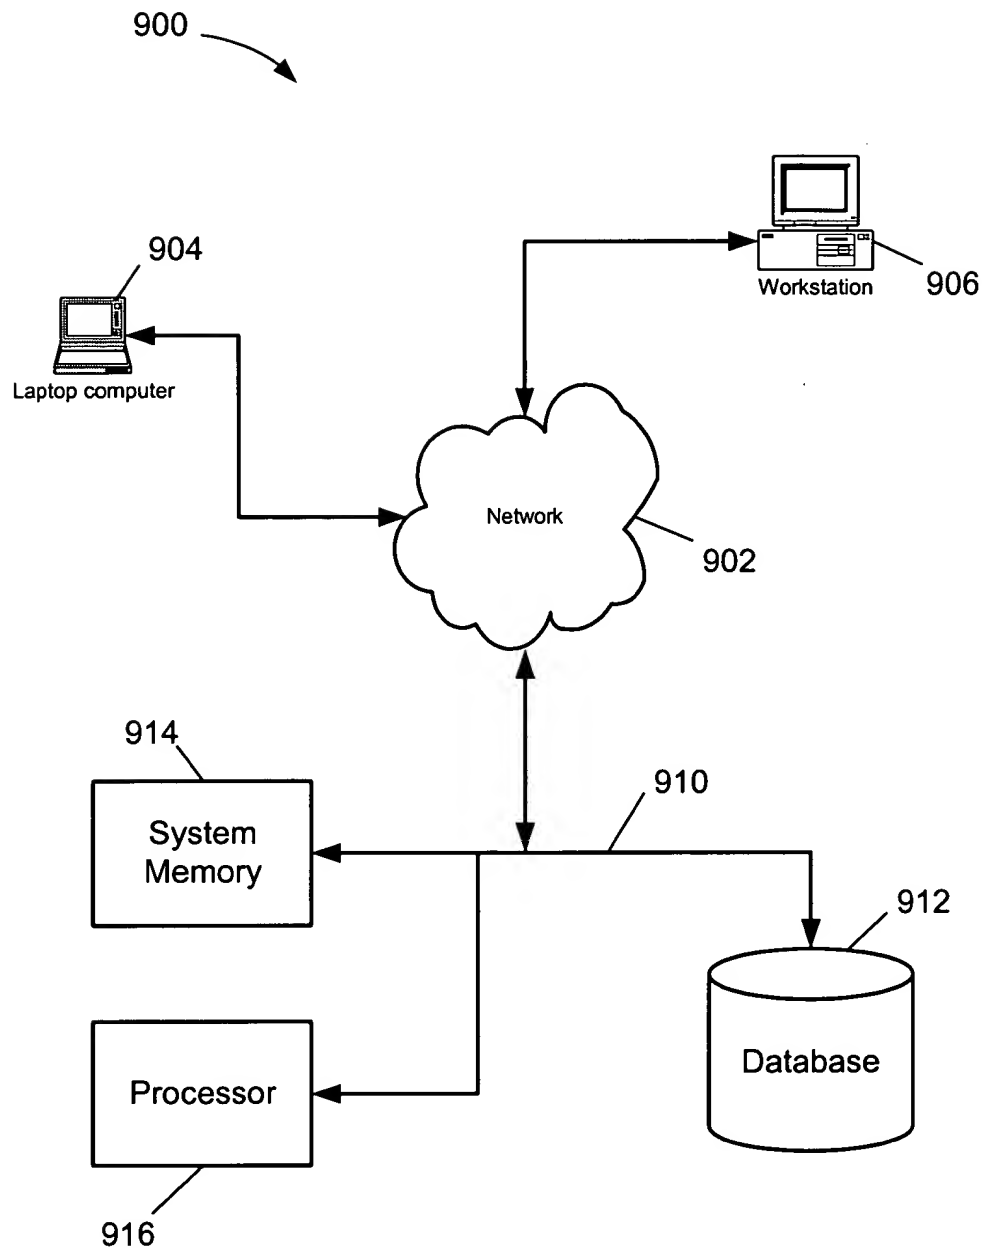 900
904
906
Workstation
Laptop computer
Network
902
914
910
System
Memory
912
Database
Processor
916